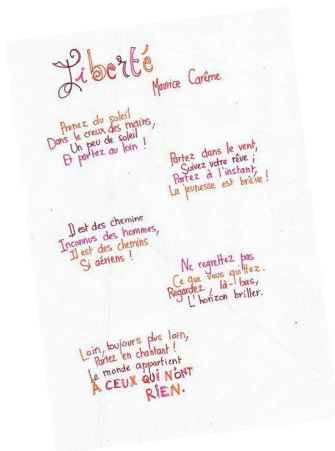 Liberté
Maurice Carême
Prenez du soleil
Dans le creux des mains,
Un peu de soleil
Et partez au loin !
Partez dans le vent,
Suivez votre rêve ;
Partez à l'instant,
La jeunesse est brève !
Il est des chemins
Inconnus des hommes,
Il est des chemins
Si aériens !
Ne regrettez pas
Ce que vous quittez.
Regardez, là-bas,
L'horizon briller.
Loin, toujours plus loin,
Partez en chantant !
Le monde appartient
À CEUX QUI N'ONT
RIEN.